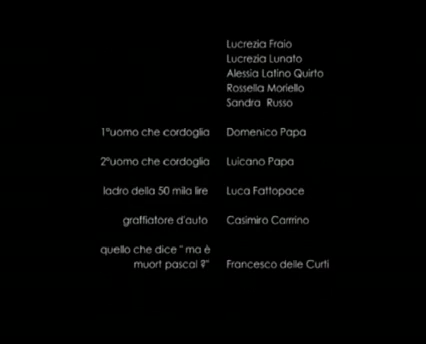 Lucrezia Fraio
Lucrezia Lunato
Alessia Latino Quirto
Rossella Moriello
Sandra Russo
1°uomo che cordoglia Domenico Papa
2°uomo che cordoglia Luicano Papa
ladro della 50 mila lire Luca Fattopace
graffiatore d'auto Casimiro Carrrino
quello che dice " ma è
muort pascal ?" Francesco delle Curti